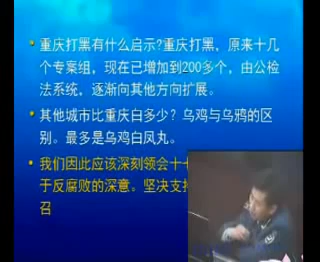 重庆打黑有什么启示?重庆打黑，原来十几
个专案组，现在已增加到200多个，由公检
法系统，逐渐向其他方向扩展。
其他城市比重庆白多少？乌鸡与乌鸦的区
别。最多是乌鸡白凤丸。
我们因此应该深刻领会十七
于反腐败的深意。坚决支持
召